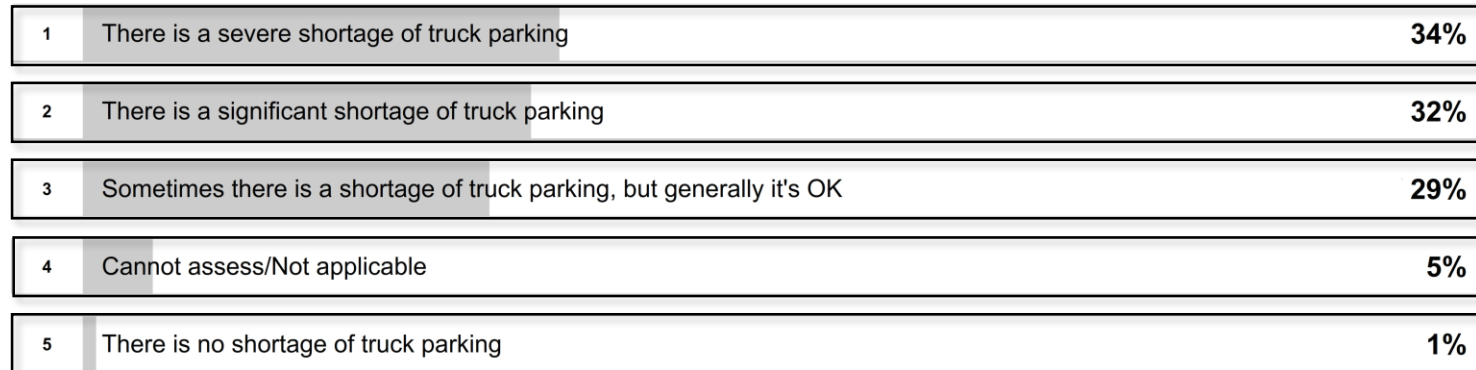 1 There is a severe shortage of truck parking 34%
2 There is a significant shortage of truck parking 32%
3 Sometimes there is a shortage of truck parking, but generally it's OK 29%
4 Cannot assess/Not applicable 5%
5 There is no shortage of truck parking 1%